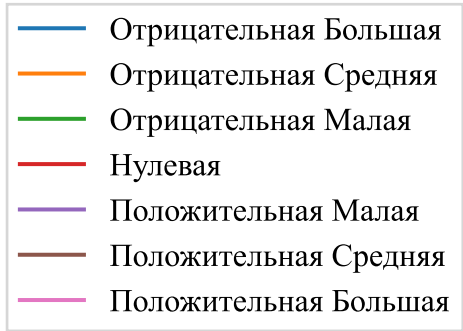 Отрицательная Большая
Отрицательная Средняя
Отрицательная Малая
Нулевая
Положительная Малая
Положительная Средняя
Положительная Большая